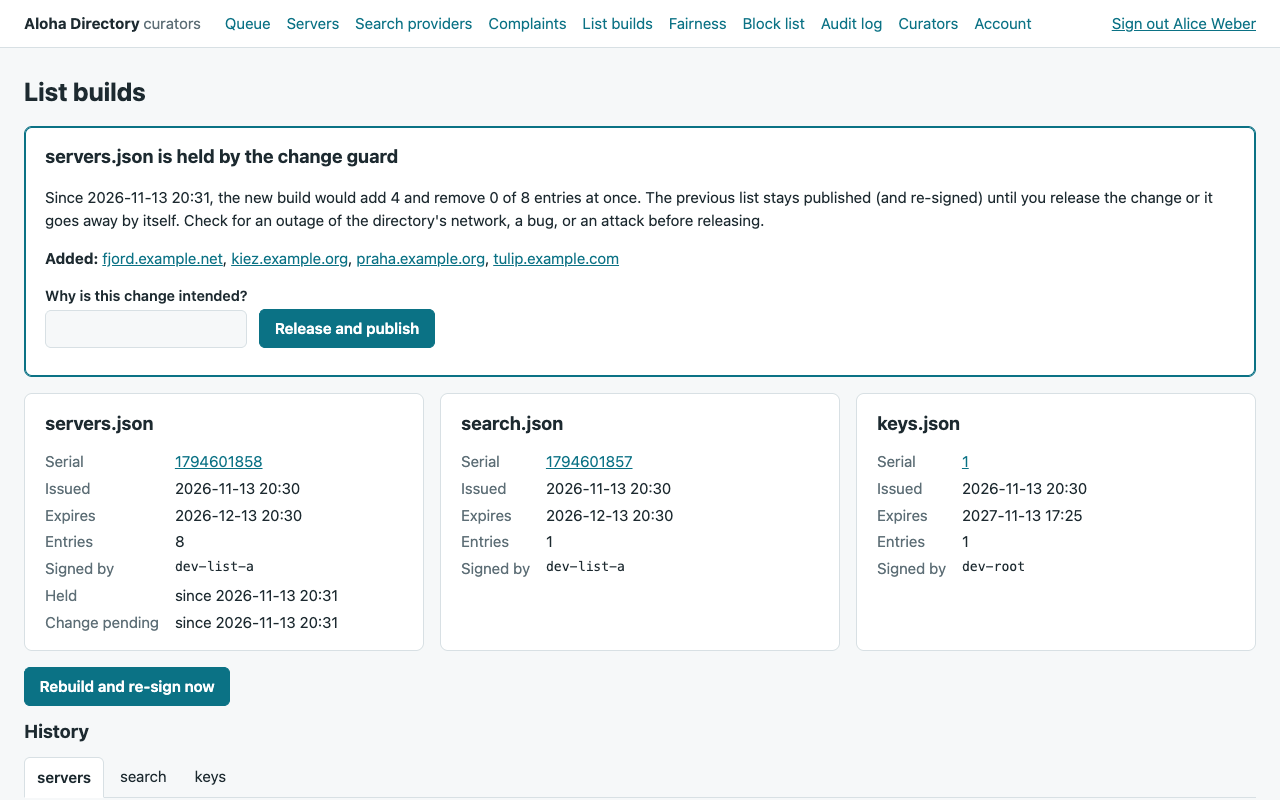 Aloha Directory curators Queue Servers Search providers Complaints List builds Fairness Block list Audit log Curators Account Sign out Alice Weber
List builds
servers.json is held by the change guard
Since 2026-11-13 20:31, the new build would add 4 and remove 0 of 8 entries at once. The previous list stays published (and re-signed) until you release the change or it
goes away by itself. Check for an outage of the directory's network, a bug, or an attack before releasing.
Added: fjord.example.net, kiez.example.org, praha.example.org, tulip.example.com
Why is this change intended?
Release and publish
servers.json
Serial 1794601858
Issued 2026-11-13 20:30
Expires 2026-12-13 20:30
Entries 8
Signed by dev-list-a
Held since 2026-11-13 20:31
Change pending since 2026-11-13 20:31
search.json
Serial 1794601857
Issued 2026-11-13 20:30
Expires 2026-12-13 20:30
Entries 1
Signed by dev-list-a
keys.json
Serial 1
Issued 2026-11-13 20:30
Expires 2027-11-13 17:25
Entries 1
Signed by dev-root
Rebuild and re-sign now
History
servers search keys